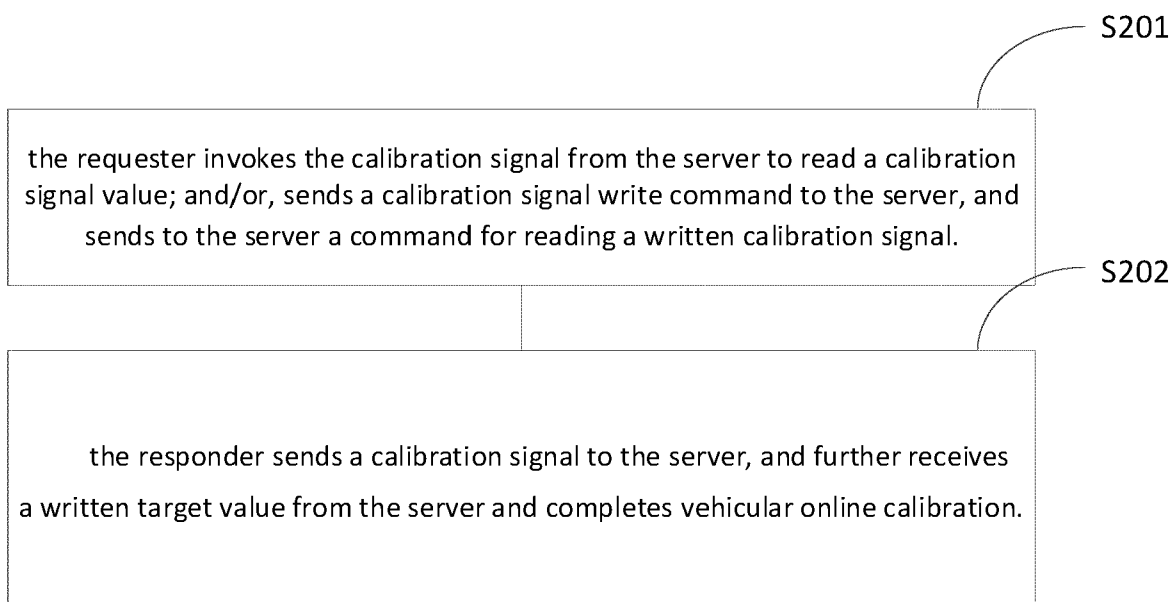 S201
the requester invokes the calibration signal from the server to read a calibration
signal value; and/or, sends a calibration signal write command to the server, and
sends to the server a command for reading a written calibration signal.
S202
the responder sends a calibration signal to the server, and further receives
a written target value from the server and completes vehicular online calibration.